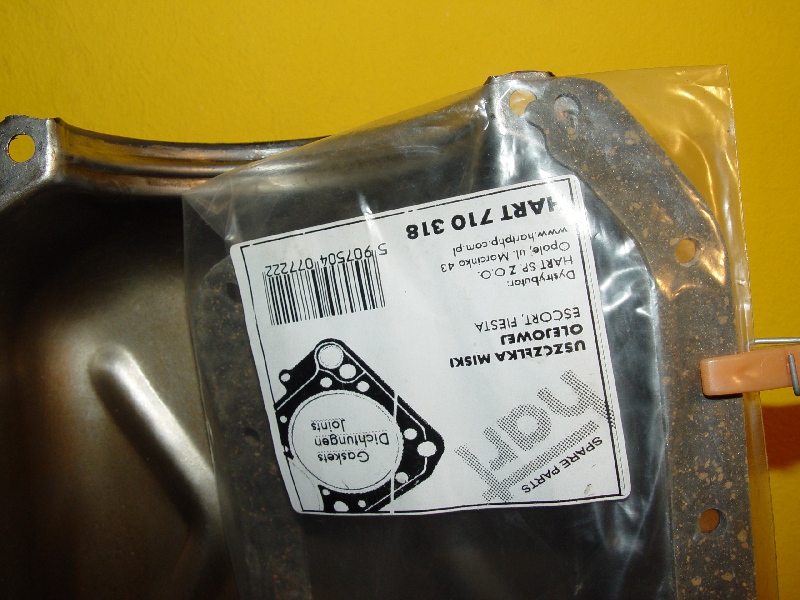 hart
SPARE PARTS
USZCZELKA MISKI
OLEJOWEJ
ESCORT, FIESTA
Dystrybutor:
HART SP. Z O.O.
Opole, ul. Marcinka 43
www.hartphp.com.pl
HART 710 318
Gaskets
Dichtungen
Joints
5 907504 077222